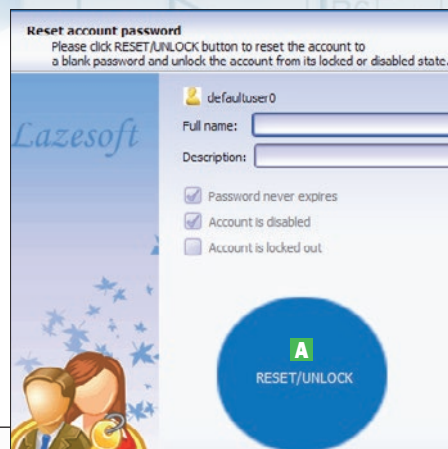 Reset account password
Please click RESET/UNLOCK button to reset the account to
a blank password and unlock the account from its locked or disabled state.
defaultuser0
Lazesoft
Full name:
Description:
Password never expires
Account is disabled
Account is locked out
A
RESET/UNLOCK